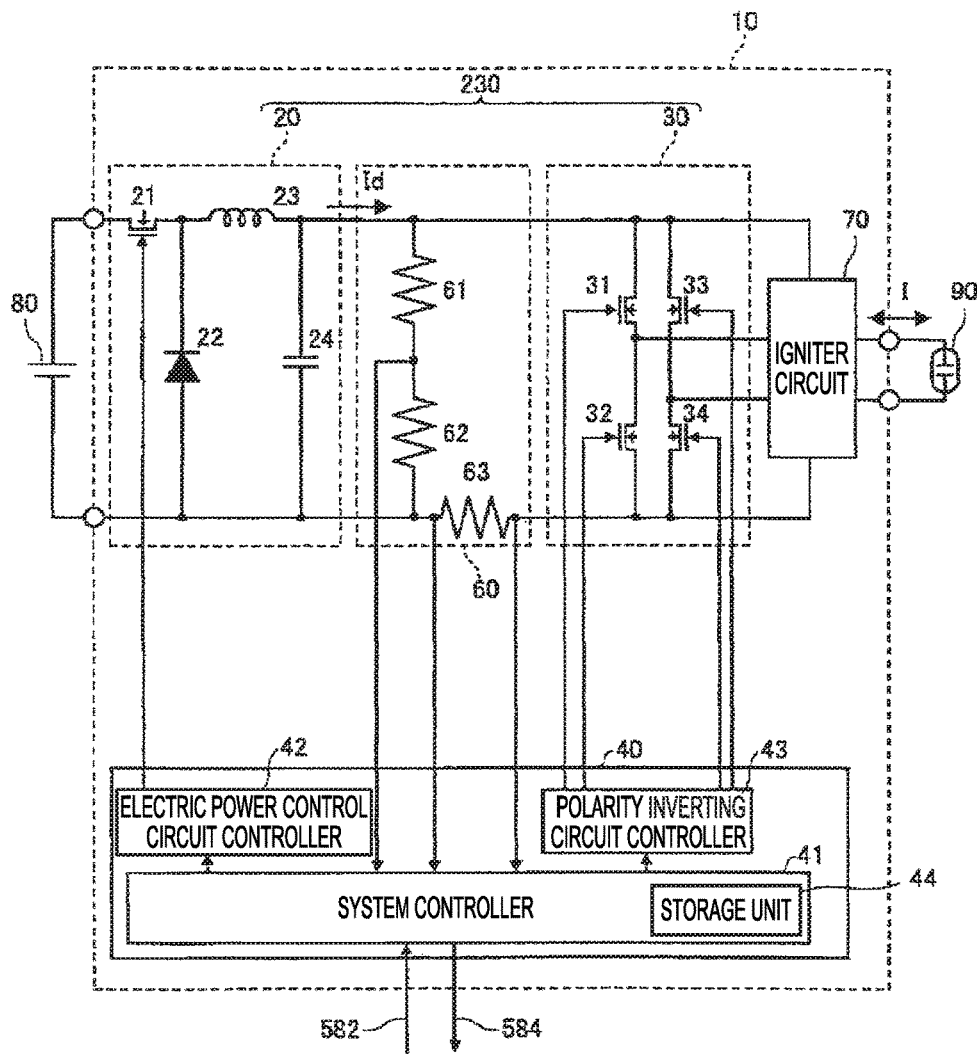 10
230
20
30
Id
21
23
70
61
31
33
I
90
80
22
24
IGNITER
CIRCUIT
62
32
34
63
60
42
40
43
ELECTRIC POWER CONTROL
CIRCUIT CONTROLLER
POLARITY INVERTING
CIRCUIT CONTROLLER
41
44
SYSTEM CONTROLLER
STORAGE UNIT
582
584